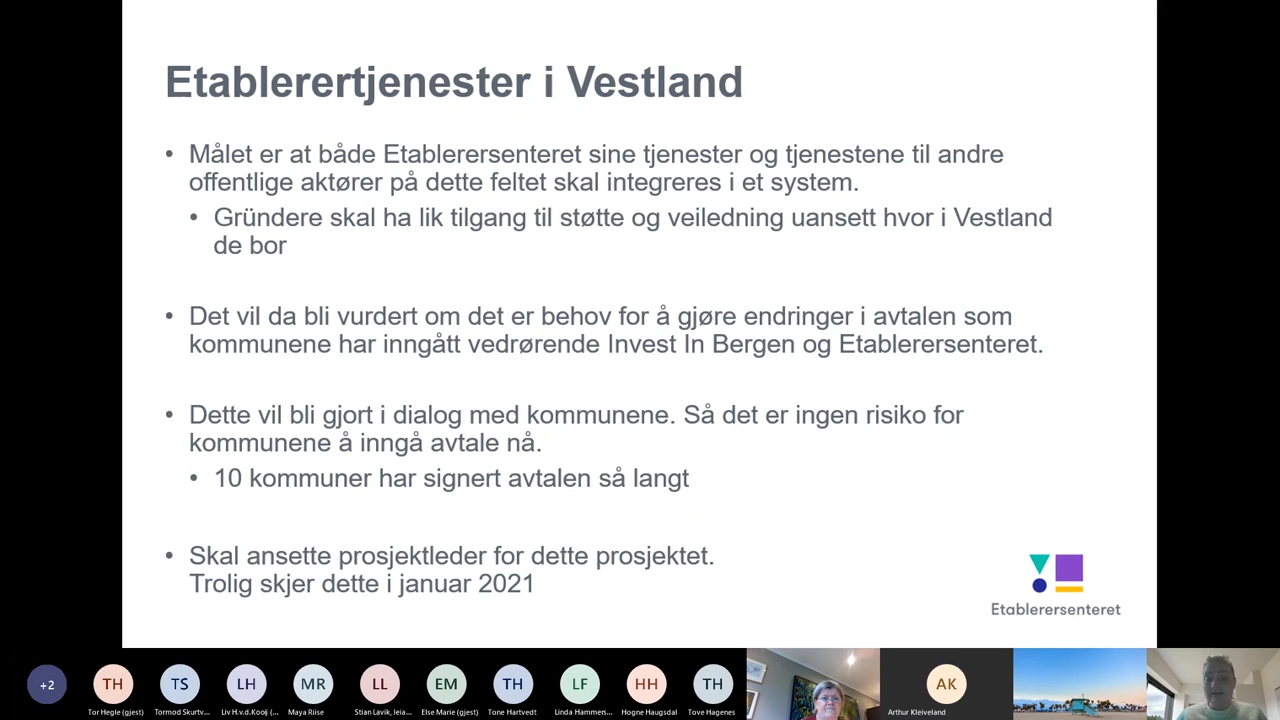 Etablerertjenester i Vestland
• Målet er at både Etablerersenteret sine tjenester og tjenestene til andre
offentlige aktører på dette feltet skal integreres i et system.
• Gründere skal ha lik tilgang til støtte og veiledning uansett hvor i Vestland
de bor
• Det vil da bli vurdert om det er behov for å gjøre endringer i avtalen som
kommunene har inngått vedrørende Invest In Bergen og Etablerersenteret.
• Dette vil bli gjort i dialog med kommunene. Så det er ingen risiko for
kommunene å inngå avtale nå.
• 10 kommuner har signert avtalen så langt
• Skal ansette prosjektleder for dette prosjektet.
Trolig skjer dette i januar 2021
Etablerersenteret
+2 TH TS LH MR LL EM TH LF HH TH AK
Tor Hegle (gjest) Tormod Skurtv... Liv H.v.d.Kooij (... Maya Riise Stian Lavik, leia... Else Marie (gjest) Tone Hartvedt Linda Hammers... Hogne Haugsdal Tove Hagenes Arthur Kleiveland